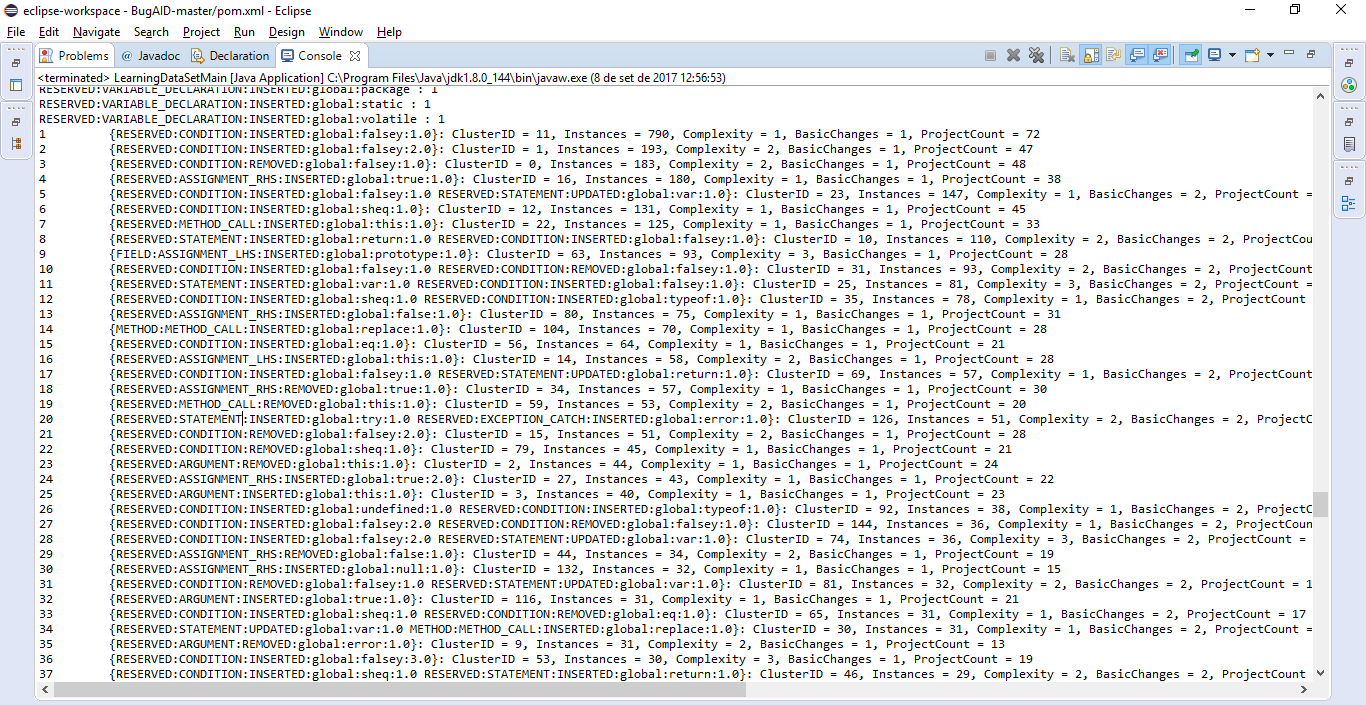 eclipse-workspace - BugAID-master/pom.xml - Eclipse
File Edit Navigate Search Project Run Design Window Help
Problems @ Javadoc Declaration Console
<terminated> LearningDataSetMain [Java Application] C:\Program Files\Java\jdk1.8.0_144\bin\javaw.exe (8 de set de 2017 12:56:53)
RESERVED:VARIABLE_DECLARATION:INSERTED:global:package : 1
RESERVED:VARIABLE_DECLARATION:INSERTED:global:static : 1
RESERVED:VARIABLE_DECLARATION:INSERTED:global:volatile : 1
1 {RESERVED:CONDITION:INSERTED:global:falsey:1.0}: ClusterID = 11, Instances = 790, Complexity = 1, BasicChanges = 1, ProjectCount = 72
2 {RESERVED:CONDITION:INSERTED:global:falsey:2.0}: ClusterID = 1, Instances = 193, Complexity = 2, BasicChanges = 1, ProjectCount = 47
3 {RESERVED:CONDITION:REMOVED:global:falsey:1.0}: ClusterID = 0, Instances = 183, Complexity = 2, BasicChanges = 1, ProjectCount = 48
4 {RESERVED:ASSIGNMENT_RHS:INSERTED:global:true:1.0}: ClusterID = 16, Instances = 180, Complexity = 1, BasicChanges = 1, ProjectCount = 38
5 {RESERVED:CONDITION:INSERTED:global:falsey:1.0 RESERVED:STATEMENT:UPDATED:global:var:1.0}: ClusterID = 23, Instances = 147, Complexity = 1, BasicChanges = 2, ProjectCount =
6 {RESERVED:CONDITION:INSERTED:global:sheq:1.0}: ClusterID = 12, Instances = 131, Complexity = 1, BasicChanges = 1, ProjectCount = 45
7 {RESERVED:METHOD_CALL:INSERTED:global:this:1.0}: ClusterID = 22, Instances = 125, Complexity = 1, BasicChanges = 1, ProjectCount = 33
8 {RESERVED:STATEMENT:INSERTED:global:return:1.0 RESERVED:CONDITION:INSERTED:global:falsey:1.0}: ClusterID = 10, Instances = 110, Complexity = 2, BasicChanges = 2, ProjectCou
9 {FIELD:ASSIGNMENT_LHS:INSERTED:global:prototype:1.0}: ClusterID = 63, Instances = 93, Complexity = 3, BasicChanges = 1, ProjectCount = 28
10 {RESERVED:CONDITION:INSERTED:global:falsey:1.0 RESERVED:CONDITION:REMOVED:global:falsey:1.0}: ClusterID = 31, Instances = 93, Complexity = 2, BasicChanges = 2, ProjectCount
11 {RESERVED:STATEMENT:INSERTED:global:var:1.0 RESERVED:CONDITION:INSERTED:global:falsey:1.0}: ClusterID = 25, Instances = 81, Complexity = 3, BasicChanges = 2, ProjectCount =
12 {RESERVED:CONDITION:INSERTED:global:sheq:1.0 RESERVED:CONDITION:INSERTED:global:typeof:1.0}: ClusterID = 35, Instances = 78, Complexity = 1, BasicChanges = 2, ProjectCount
13 {RESERVED:ASSIGNMENT_RHS:INSERTED:global:false:1.0}: ClusterID = 80, Instances = 75, Complexity = 1, BasicChanges = 1, ProjectCount = 31
14 {METHOD:METHOD_CALL:INSERTED:global:replace:1.0}: ClusterID = 104, Instances = 70, Complexity = 1, BasicChanges = 1, ProjectCount = 28
15 {RESERVED:CONDITION:INSERTED:global:eq:1.0}: ClusterID = 56, Instances = 64, Complexity = 1, BasicChanges = 1, ProjectCount = 21
16 {RESERVED:ASSIGNMENT_LHS:INSERTED:global:this:1.0}: ClusterID = 14, Instances = 58, Complexity = 2, BasicChanges = 1, ProjectCount = 28
17 {RESERVED:CONDITION:INSERTED:global:falsey:1.0 RESERVED:STATEMENT:UPDATED:global:return:1.0}: ClusterID = 69, Instances = 57, Complexity = 1, BasicChanges = 2, ProjectCount
18 {RESERVED:ASSIGNMENT_RHS:REMOVED:global:true:1.0}: ClusterID = 34, Instances = 57, Complexity = 1, BasicChanges = 1, ProjectCount = 30
19 {RESERVED:METHOD_CALL:REMOVED:global:this:1.0}: ClusterID = 59, Instances = 53, Complexity = 2, BasicChanges = 1, ProjectCount = 20
20 {RESERVED:STATEMENT:INSERTED:global:try:1.0 RESERVED:EXCEPTION_CATCH:INSERTED:global:error:1.0}: ClusterID = 126, Instances = 51, Complexity = 2, BasicChanges = 2, ProjectC
21 {RESERVED:CONDITION:REMOVED:global:falsey:2.0}: ClusterID = 15, Instances = 51, Complexity = 2, BasicChanges = 1, ProjectCount = 28
22 {RESERVED:CONDITION:REMOVED:global:sheq:1.0}: ClusterID = 79, Instances = 45, Complexity = 1, BasicChanges = 1, ProjectCount = 21
23 {RESERVED:ARGUMENT:REMOVED:global:this:1.0}: ClusterID = 2, Instances = 44, Complexity = 1, BasicChanges = 1, ProjectCount = 24
24 {RESERVED:ASSIGNMENT_RHS:INSERTED:global:true:2.0}: ClusterID = 27, Instances = 43, Complexity = 1, BasicChanges = 1, ProjectCount = 22
25 {RESERVED:ARGUMENT:INSERTED:global:this:1.0}: ClusterID = 3, Instances = 40, Complexity = 1, BasicChanges = 1, ProjectCount = 23
26 {RESERVED:CONDITION:INSERTED:global:undefined:1.0 RESERVED:CONDITION:INSERTED:global:typeof:1.0}: ClusterID = 92, Instances = 38, Complexity = 1, BasicChanges = 2, ProjectC
27 {RESERVED:CONDITION:INSERTED:global:falsey:2.0 RESERVED:CONDITION:REMOVED:global:falsey:1.0}: ClusterID = 144, Instances = 36, Complexity = 1, BasicChanges = 2, ProjectCoun
28 {RESERVED:CONDITION:INSERTED:global:falsey:2.0 RESERVED:STATEMENT:UPDATED:global:var:1.0}: ClusterID = 74, Instances = 36, Complexity = 3, BasicChanges = 2, ProjectCount =
29 {RESERVED:ASSIGNMENT_RHS:REMOVED:global:false:1.0}: ClusterID = 44, Instances = 34, Complexity = 2, BasicChanges = 1, ProjectCount = 19
30 {RESERVED:ASSIGNMENT_RHS:INSERTED:global:null:1.0}: ClusterID = 132, Instances = 32, Complexity = 1, BasicChanges = 1, ProjectCount = 15
31 {RESERVED:CONDITION:REMOVED:global:falsey:1.0 RESERVED:STATEMENT:UPDATED:global:var:1.0}: ClusterID = 81, Instances = 32, Complexity = 2, BasicChanges = 2, ProjectCount = 1
32 {RESERVED:ARGUMENT:INSERTED:global:true:1.0}: ClusterID = 116, Instances = 31, Complexity = 1, BasicChanges = 1, ProjectCount = 21
33 {RESERVED:CONDITION:INSERTED:global:sheq:1.0 RESERVED:CONDITION:REMOVED:global:eq:1.0}: ClusterID = 65, Instances = 31, Complexity = 1, BasicChanges = 2, ProjectCount = 17
34 {RESERVED:STATEMENT:UPDATED:global:var:1.0 METHOD:METHOD_CALL:INSERTED:global:replace:1.0}: ClusterID = 30, Instances = 31, Complexity = 1, BasicChanges = 2, ProjectCount =
35 {RESERVED:ARGUMENT:REMOVED:global:error:1.0}: ClusterID = 9, Instances = 31, Complexity = 2, BasicChanges = 1, ProjectCount = 13
36 {RESERVED:CONDITION:INSERTED:global:falsey:3.0}: ClusterID = 53, Instances = 30, Complexity = 3, BasicChanges = 1, ProjectCount = 19
37 {RESERVED:CONDITION:INSERTED:global:sheq:1.0 RESERVED:STATEMENT:INSERTED:global:return:1.0}: ClusterID = 46, Instances = 29, Complexity = 2, BasicChanges = 2, ProjectCount